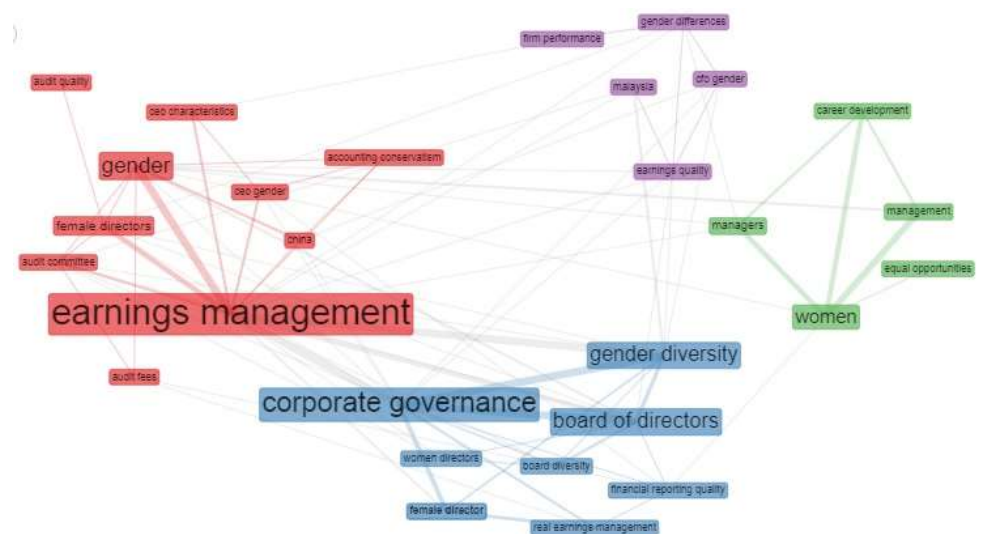 )
gender differences
firm performance
audit quality
malaysia
cfo gender
ceo characteristics
career development
gender
accounting conservatism
earnings quality
ceo gender
management
female directors
managers
china
audit committee
equal opportunities
earnings management
women
gender diversity
audit fees
corporate governance
board of directors
women directors
board diversity
financial reporting quality
female director
real earnings management